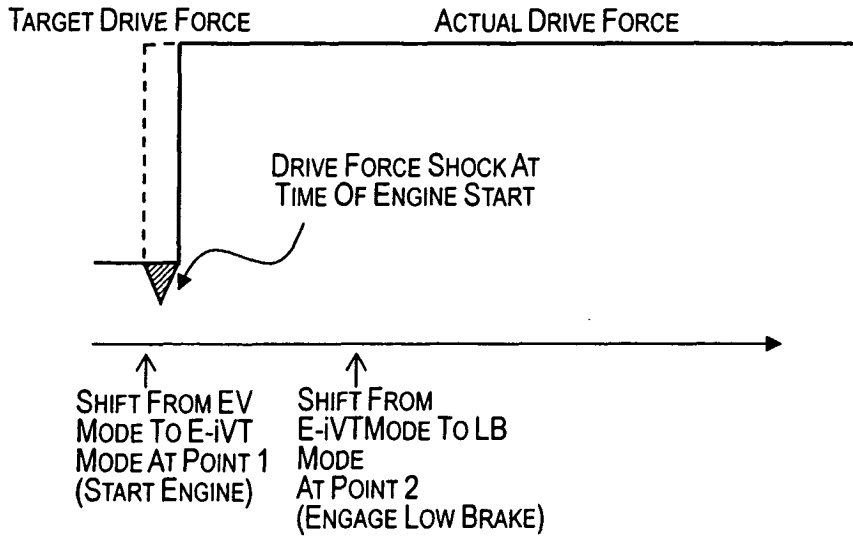 TARGET DRIVE FORCE
ACTUAL DRIVE FORCE
DRIVE FORCE SHOCK AT
TIME OF ENGINE START
SHIFT FROM EV
MODE TO E-iVT
MODE AT POINT 1
(START ENGINE)
SHIFT FROM
E-iVTMODE TO LB
MODE
AT POINT 2
(ENGAGE LOW BRAKE)